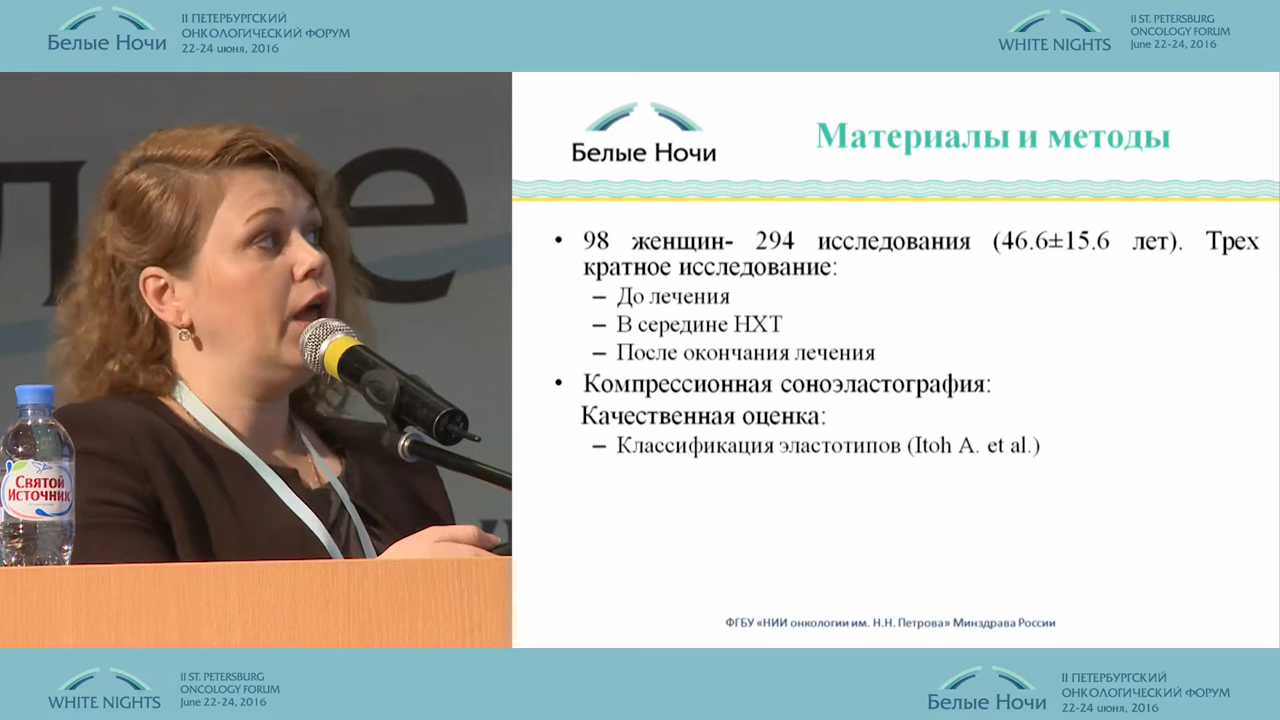 Белые Ночи
II ПЕТЕРБУРГСКИЙ
ОНКОЛОГИЧЕСКИЙ ФОРУМ
22-24 июня, 2016
WHITE NIGHTS
II ST. PETERSBURG
ONCOLOGY FORUM
June 22-24, 2016
Белые Ночи
Материалы и методы
• 98 женщин- 294 исследования (46.6±15.6 лет). Трех
кратное исследование:
– До лечения
– В середине НХТ
– После окончания лечения
• Компрессионная соноэластография:
Качественная оценка:
– Классификация эластотипов (Itoh A. et al.)
ФГБУ «НИИ онкологии им. Н.Н. Петрова» Минздрава России
Святой
Источник
WHITE NIGHTS
II ST. PETERSBURG
ONCOLOGY FORUM
June 22-24, 2016
Белые Ночи
II ПЕТЕРБУРГСКИЙ
ОНКОЛОГИЧЕСКИЙ ФОРУМ
22-24 июня, 2016